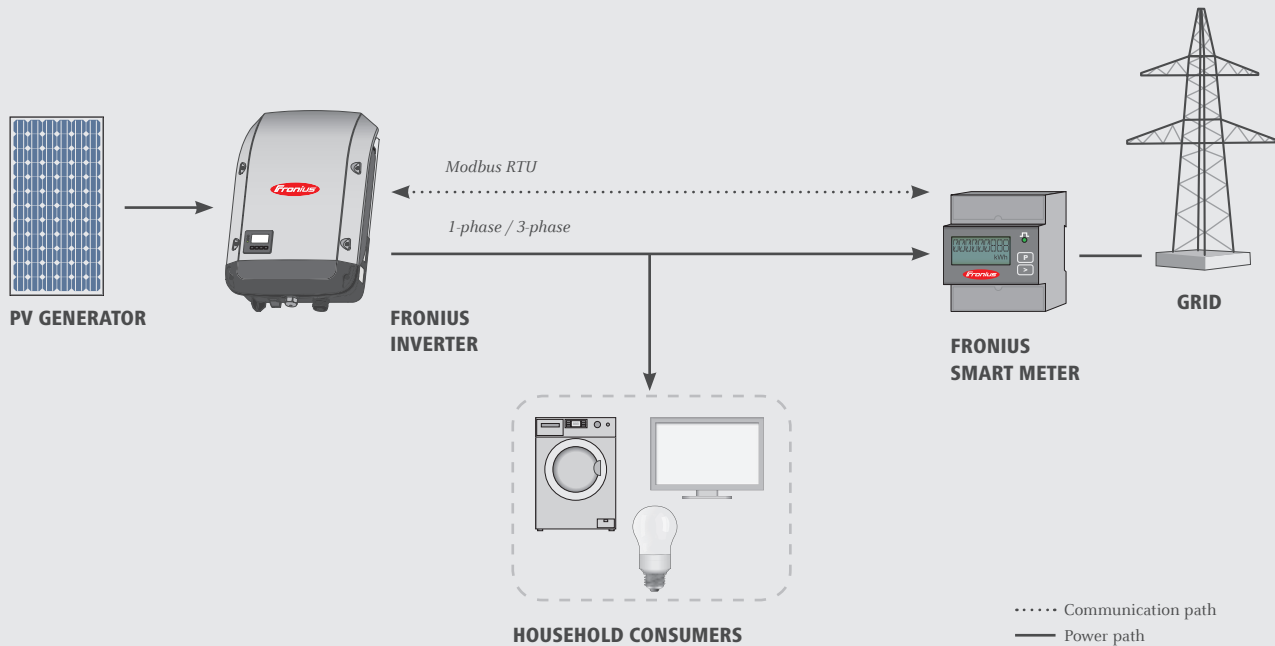 Modbus RTU
Fronius
1-phase / 3-phase
kWh
P
Fronius
>
PV GENERATOR
FRONIUS
INVERTER
FRONIUS
SMART METER
GRID
HOUSEHOLD CONSUMERS
Communication path
Power path